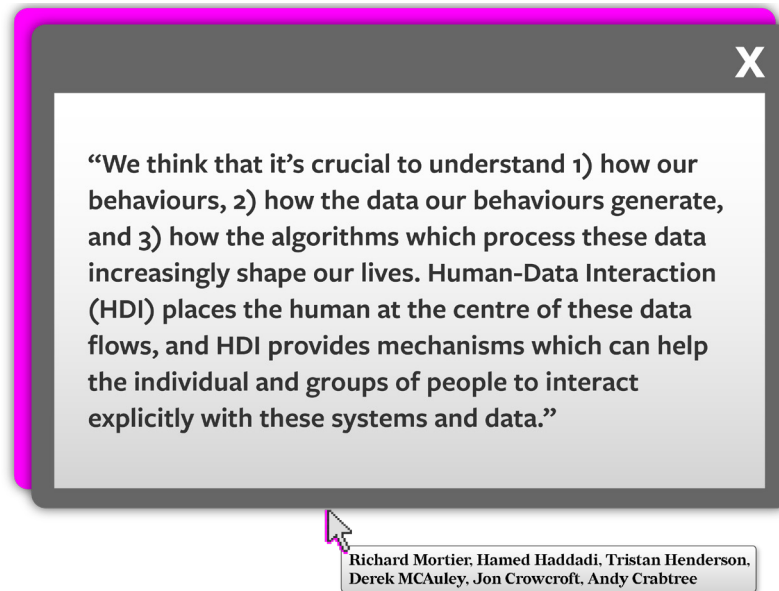 X
“We think that it’s crucial to understand 1) how our
behaviours, 2) how the data our behaviours generate,
and 3) how the algorithms which process these data
increasingly shape our lives. Human-Data Interaction
(HDI) places the human at the centre of these data
flows, and HDI provides mechanisms which can help
the individual and groups of people to interact
explicitly with these systems and data.”
Richard Mortier, Hamed Haddadi, Tristan Henderson,
Derek MCAuley, Jon Crowcroft, Andy Crabtree